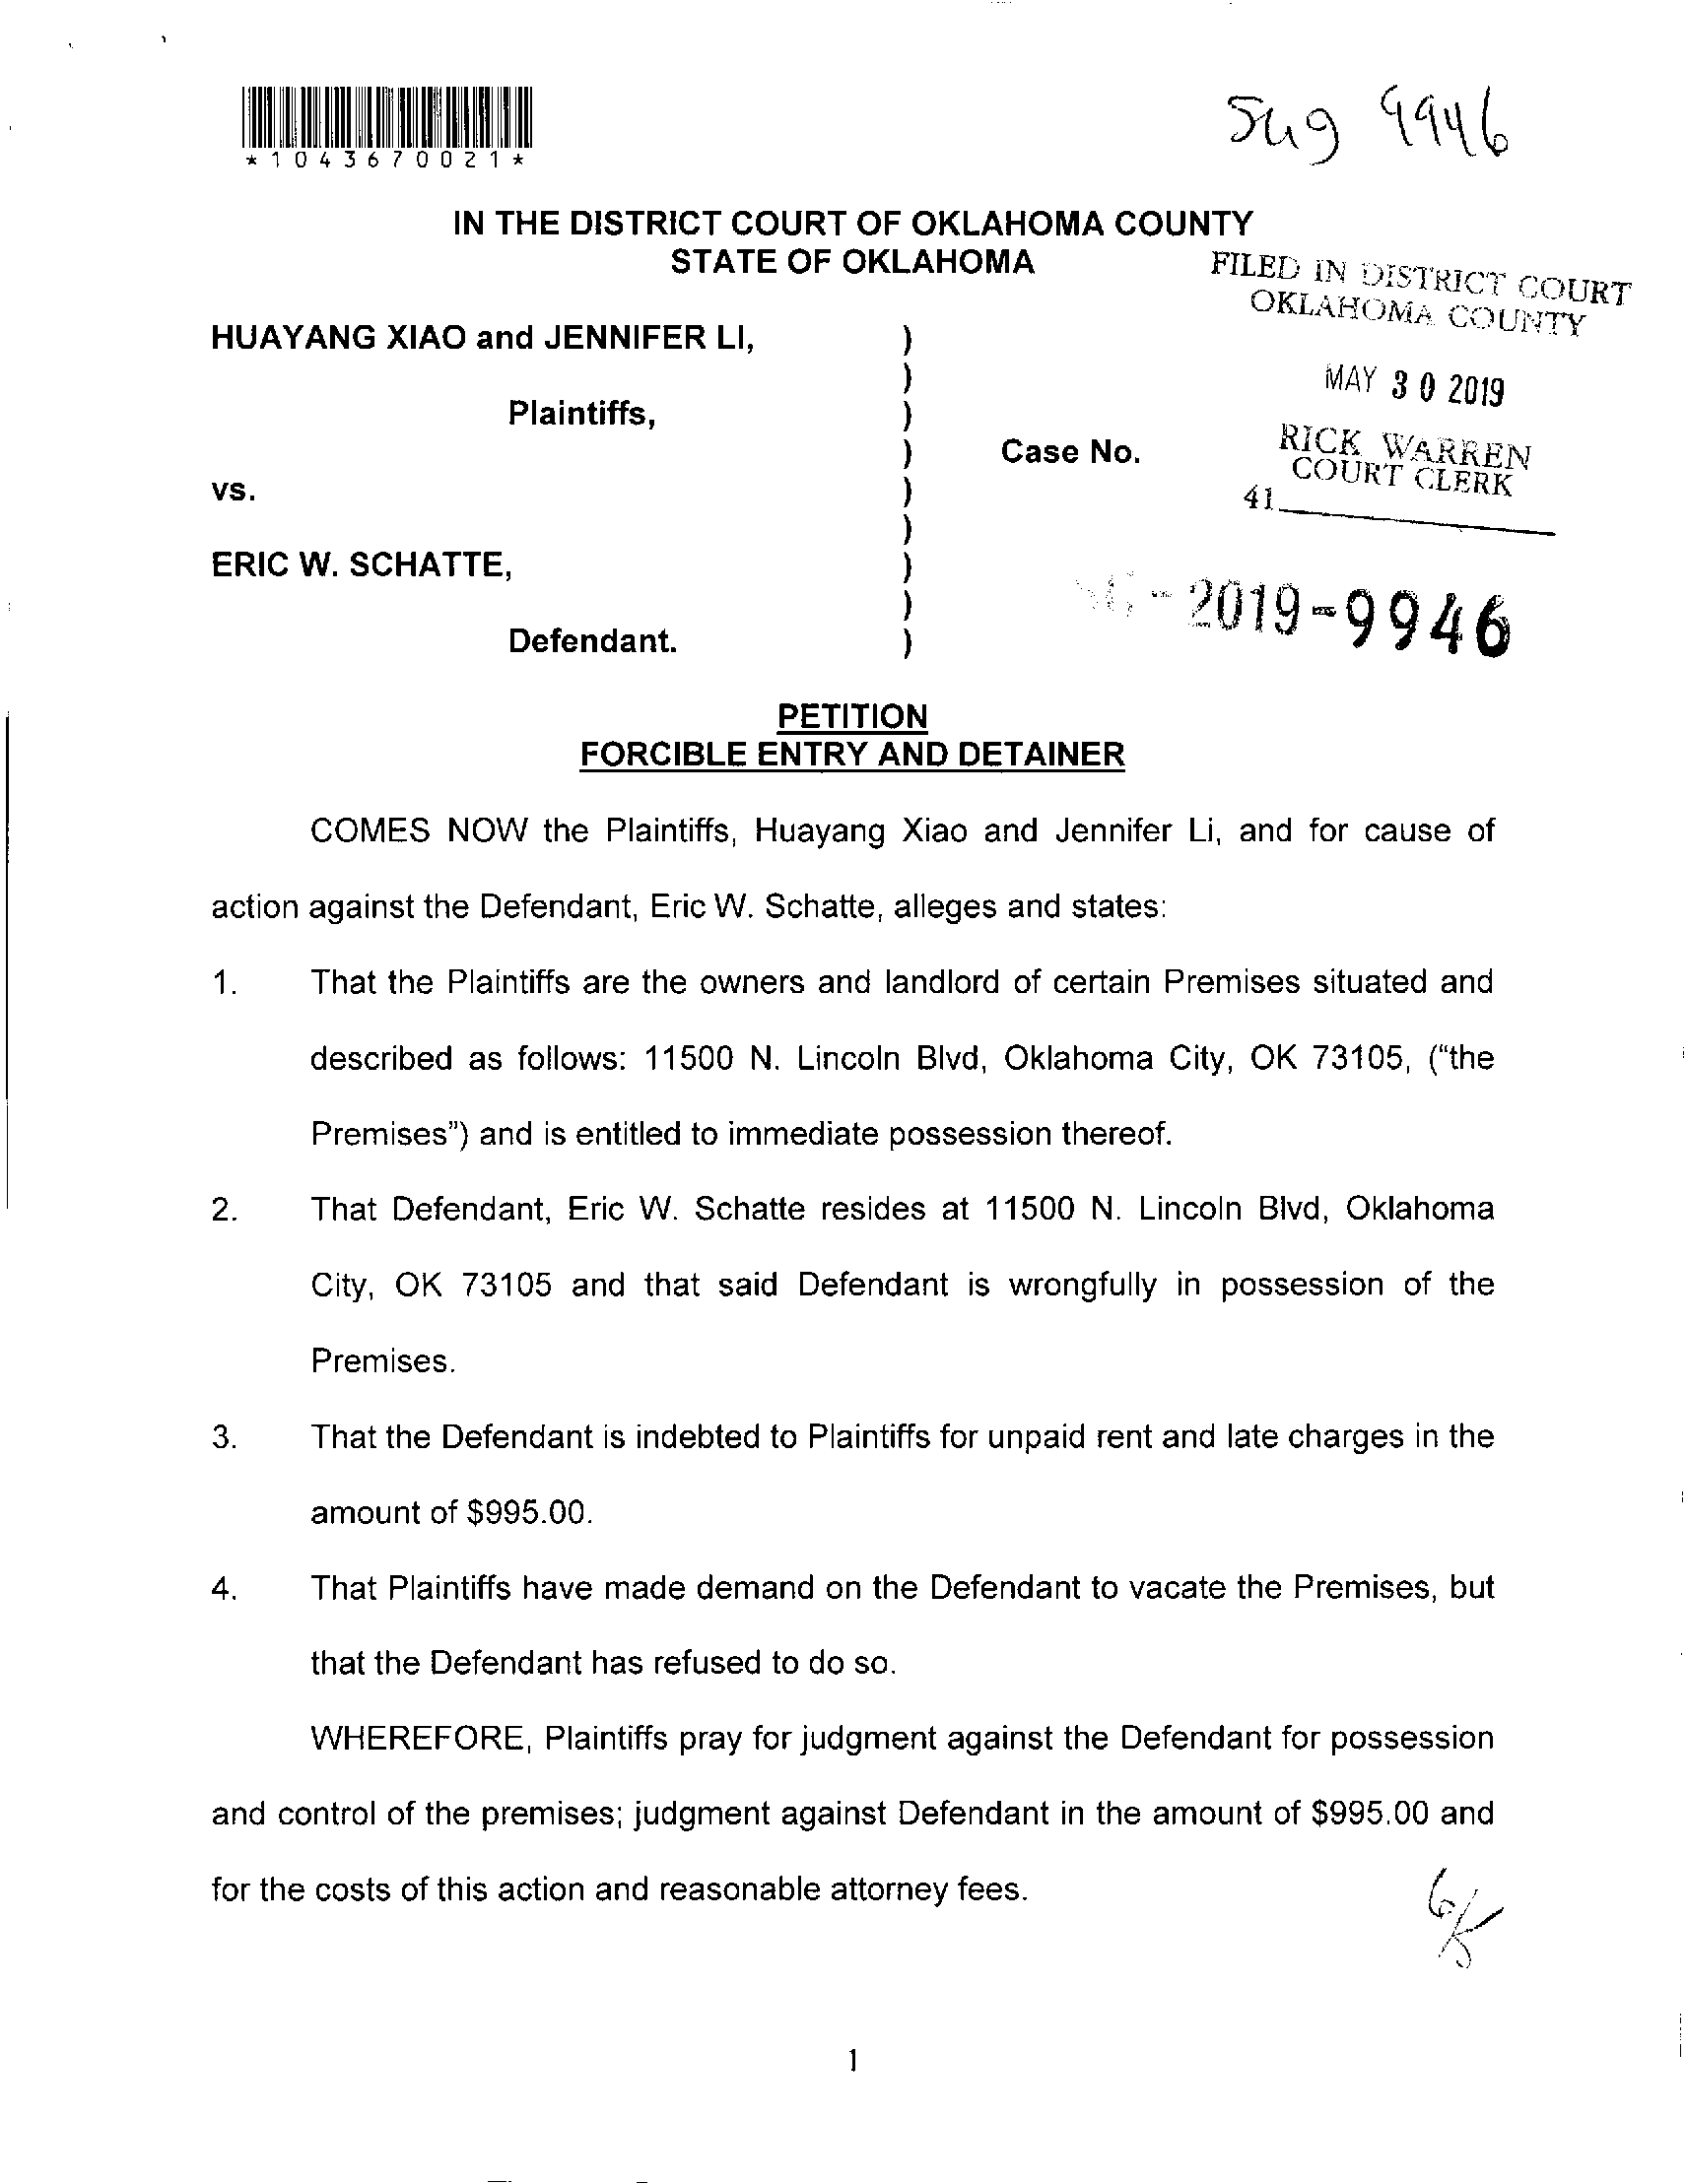 *1043670021*
9946
IN THE DISTRICT COURT OF OKLAHOMA COUNTY
STATE OF OKLAHOMA
FILED IN DISTRICT COURT
OKLAHOMA COUNTY
HUAYANG XIAO and JENNIFER LI, )
)
MAY 30 2019
Plaintiffs, )
) Case No.
RICK WARREN
COURT CLERK
vs. )
41
)
ERIC W. SCHATTE, )
)
-2019-9946
Defendant. )
PETITION
FORCIBLE ENTRY AND DETAINER
COMES NOW the Plaintiffs, Huayang Xiao and Jennifer Li, and for cause of
action against the Defendant, Eric W. Schatte, alleges and states:
1. That the Plaintiffs are the owners and landlord of certain Premises situated and
described as follows: 11500 N. Lincoln Blvd, Oklahoma City, OK 73105, (“the
Premises”) and is entitled to immediate possession thereof.
2. That Defendant, Eric W. Schatte resides at 11500 N. Lincoln Blvd, Oklahoma
City, OK 73105 and that said Defendant is wrongfully in possession of the
Premises.
3. That the Defendant is indebted to Plaintiffs for unpaid rent and late charges in the
amount of $995.00.
4. That Plaintiffs have made demand on the Defendant to vacate the Premises, but
that the Defendant has refused to do so.
WHEREFORE, Plaintiffs pray for judgment against the Defendant for possession
and control of the premises; judgment against Defendant in the amount of $995.00 and
for the costs of this action and reasonable attorney fees.
1